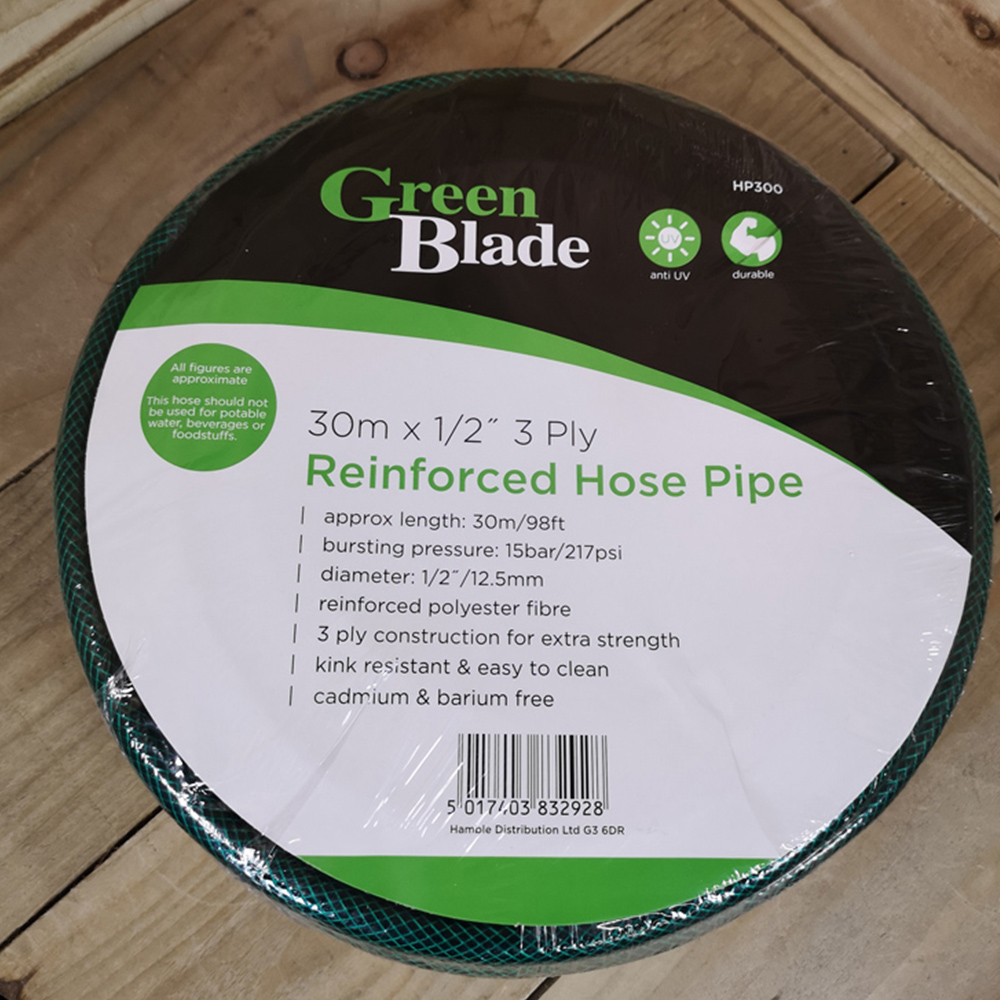 Green
Blade
HP300
UV
anti UV
durable
All figures are
approximate
This hose should not
be used for potable
water, beverages or
foodstuffs.
30m x 1/2˝ 3 Ply
Reinforced Hose Pipe
approx length: 30m/98ft
bursting pressure: 15bar/217psi
diameter: 1/2˝/12.5mm
reinforced polyester fibre
3 ply construction for extra strength
kink resistant & easy to clean
cadmium & barium free
5 017403 832928
Hamble Distribution Ltd G3 6DR